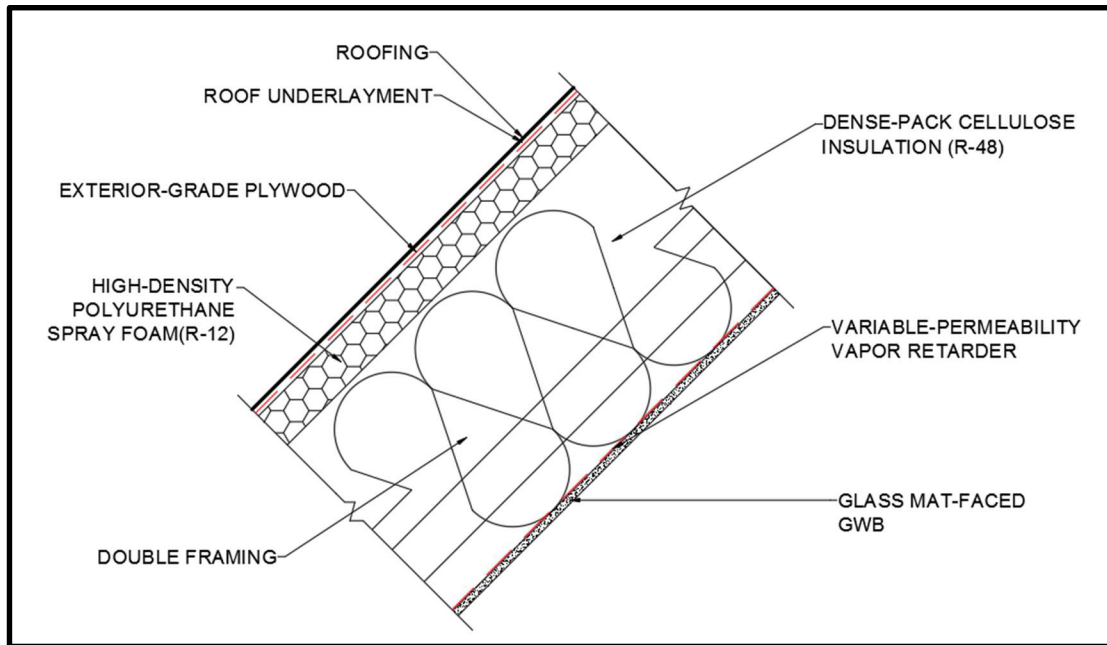 ROOFING
ROOF UNDERLAYMENT
EXTERIOR-GRADE PLYWOOD
HIGH-DENSITY
POLYURETHANE
SPRAY FOAM(R-12)
DOUBLE FRAMING
DENSE-PACK CELLULOSE
INSULATION (R-48)
VARIABLE-PERMEABILITY
VAPOR RETARDER
GLASS MAT-FACED
GWB